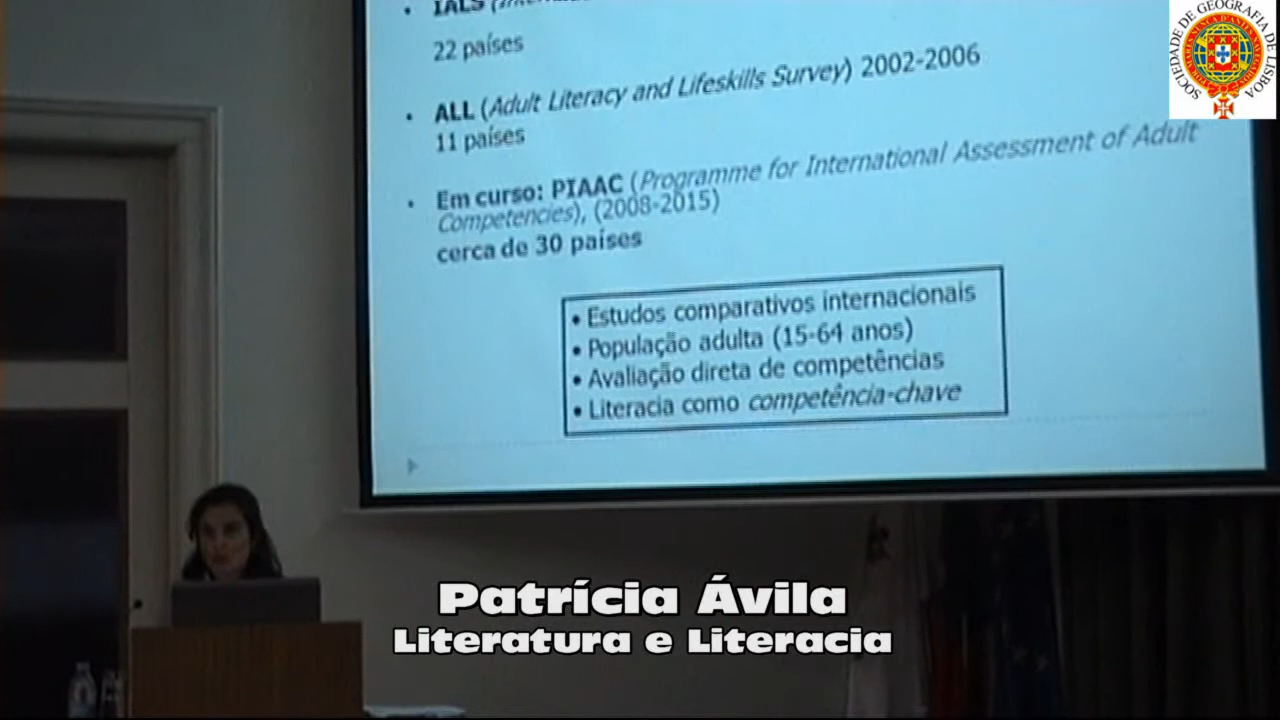 IALS
22 países
ALL (Adult Literacy and Lifeskills Survey) 2002-2006
11 países
Em curso: PIAAC (Programme for International Assessment of Adult
Competencies), (2008-2015)
cerca de 30 países
• Estudos comparativos internacionais
• População adulta (15-64 anos)
• Avaliação direta de competências
• Literacia como competência-chave
SOCIEDADE DE GEOGRAFIA DE LISBOA
Patrícia Ávila
Literatura e Literacia